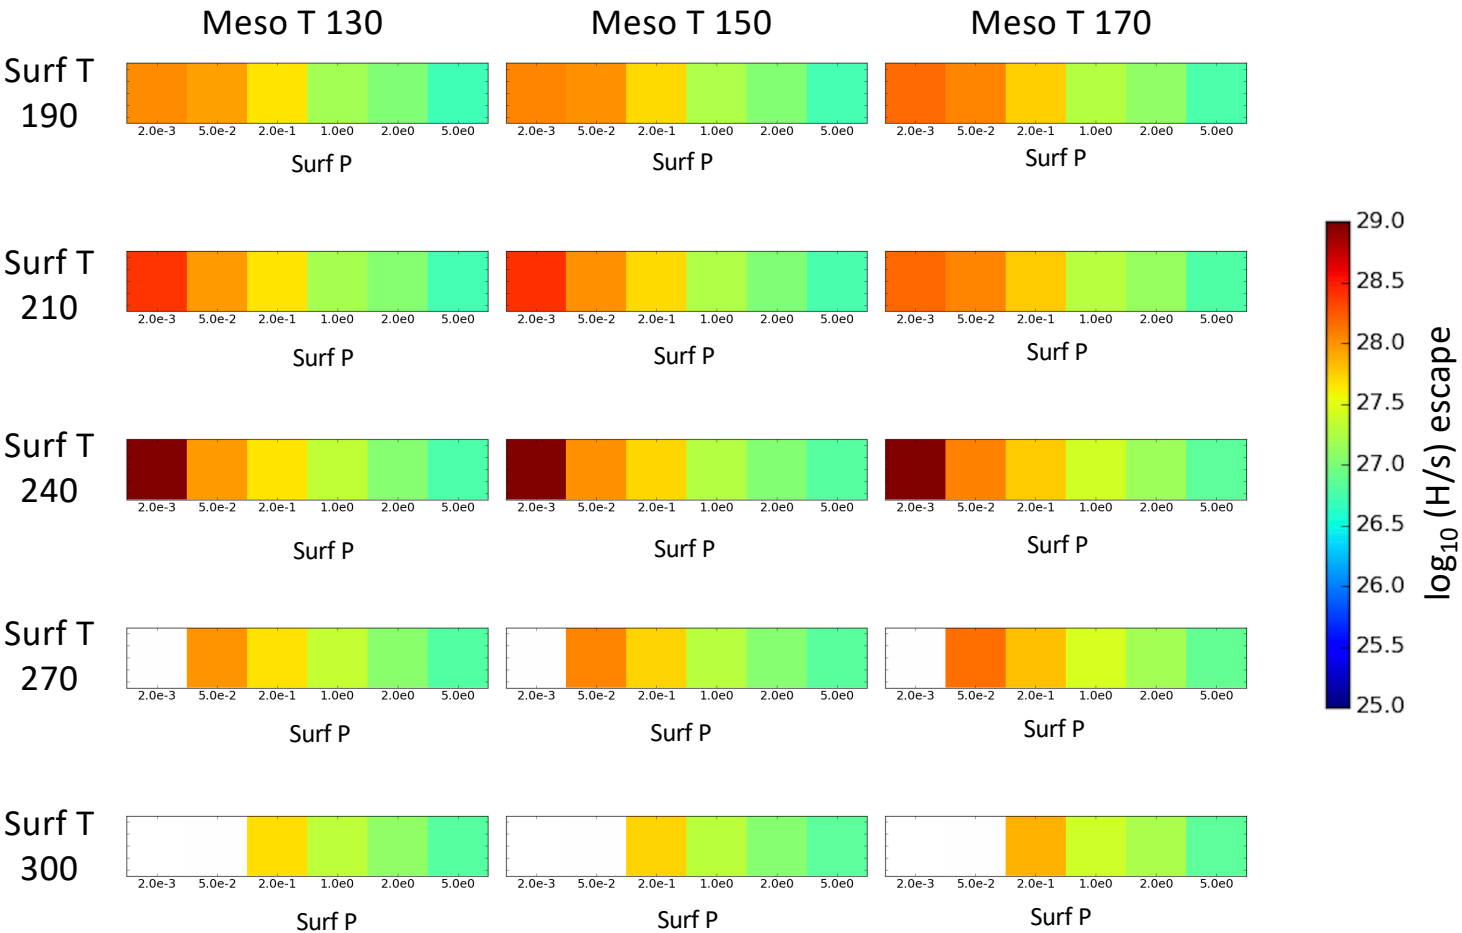 Meso T 130 Meso T 150 Meso T 170
Surf T
190
2.0e-3 5.0e-2 2.0e-1 1.0e0 2.0e0 5.0e0 2.0e-3 5.0e-2 2.0e-1 1.0e0 2.0e0 5.0e0 2.0e-3 5.0e-2 2.0e-1 1.0e0 2.0e0 5.0e0
Surf P Surf P Surf P
Surf T
210
2.0e-3 5.0e-2 2.0e-1 1.0e0 2.0e0 5.0e0 2.0e-3 5.0e-2 2.0e-1 1.0e0 2.0e0 5.0e0 2.0e-3 5.0e-2 2.0e-1 1.0e0 2.0e0 5.0e0
Surf P Surf P Surf P
Surf T
240
2.0e-3 5.0e-2 2.0e-1 1.0e0 2.0e0 5.0e0 2.0e-3 5.0e-2 2.0e-1 1.0e0 2.0e0 5.0e0 2.0e-3 5.0e-2 2.0e-1 1.0e0 2.0e0 5.0e0
Surf P Surf P Surf P
Surf T
270
2.0e-3 5.0e-2 2.0e-1 1.0e0 2.0e0 5.0e0 2.0e-3 5.0e-2 2.0e-1 1.0e0 2.0e0 5.0e0 2.0e-3 5.0e-2 2.0e-1 1.0e0 2.0e0 5.0e0
Surf P Surf P Surf P
Surf T
300
2.0e-3 5.0e-2 2.0e-1 1.0e0 2.0e0 5.0e0 2.0e-3 5.0e-2 2.0e-1 1.0e0 2.0e0 5.0e0 2.0e-3 5.0e-2 2.0e-1 1.0e0 2.0e0 5.0e0
Surf P Surf P Surf P
29.0
28.5
28.0
27.5
27.0
26.5
26.0
25.5
25.0
log₁₀ (H/s) escape